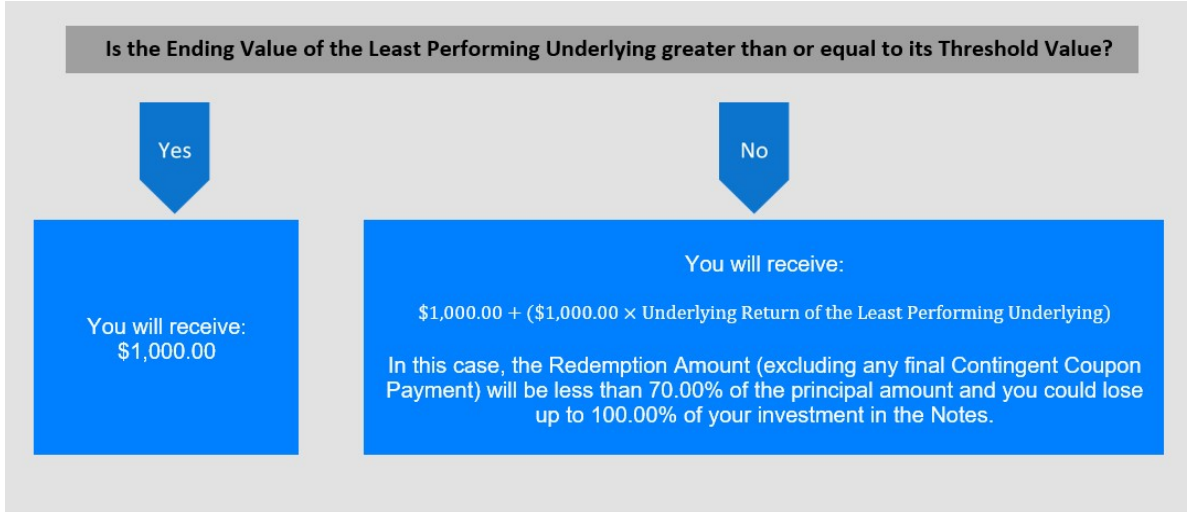 Is the Ending Value of the Least Performing Underlying greater than or equal to its Threshold Value?
Yes
No
You will receive:
$1,000.00
You will receive:
$1,000.00 + ($1,000.00 × Underlying Return of the Least Performing Underlying)
In this case, the Redemption Amount (excluding any final Contingent Coupon
Payment) will be less than 70.00% of the principal amount and you could lose
up to 100.00% of your investment in the Notes.